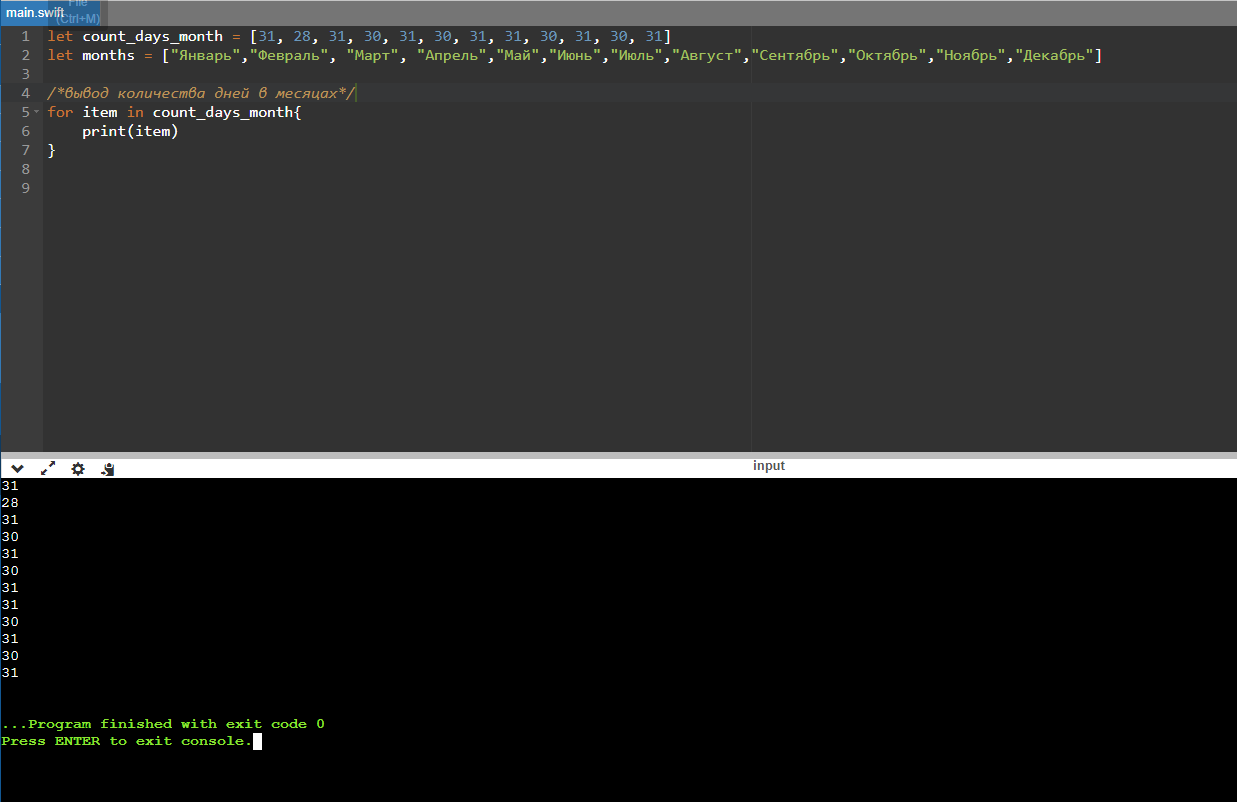 main.swift
File
(Ctrl+M)
1 let count_days_month = [31, 28, 31, 30, 31, 30, 31, 31, 30, 31, 30, 31]
2 let months = ["Январь","Февраль", "Март", "Апрель","Май","Июнь","Июль","Август","Сентябрь","Октябрь","Ноябрь","Декабрь"]
3
4 /*вывод количества дней в месяцах*/
5 for item in count_days_month{
6     print(item)
7 }
8
9
input
31
28
31
30
31
30
31
31
30
31
30
31
...Program finished with exit code 0
Press ENTER to exit console.